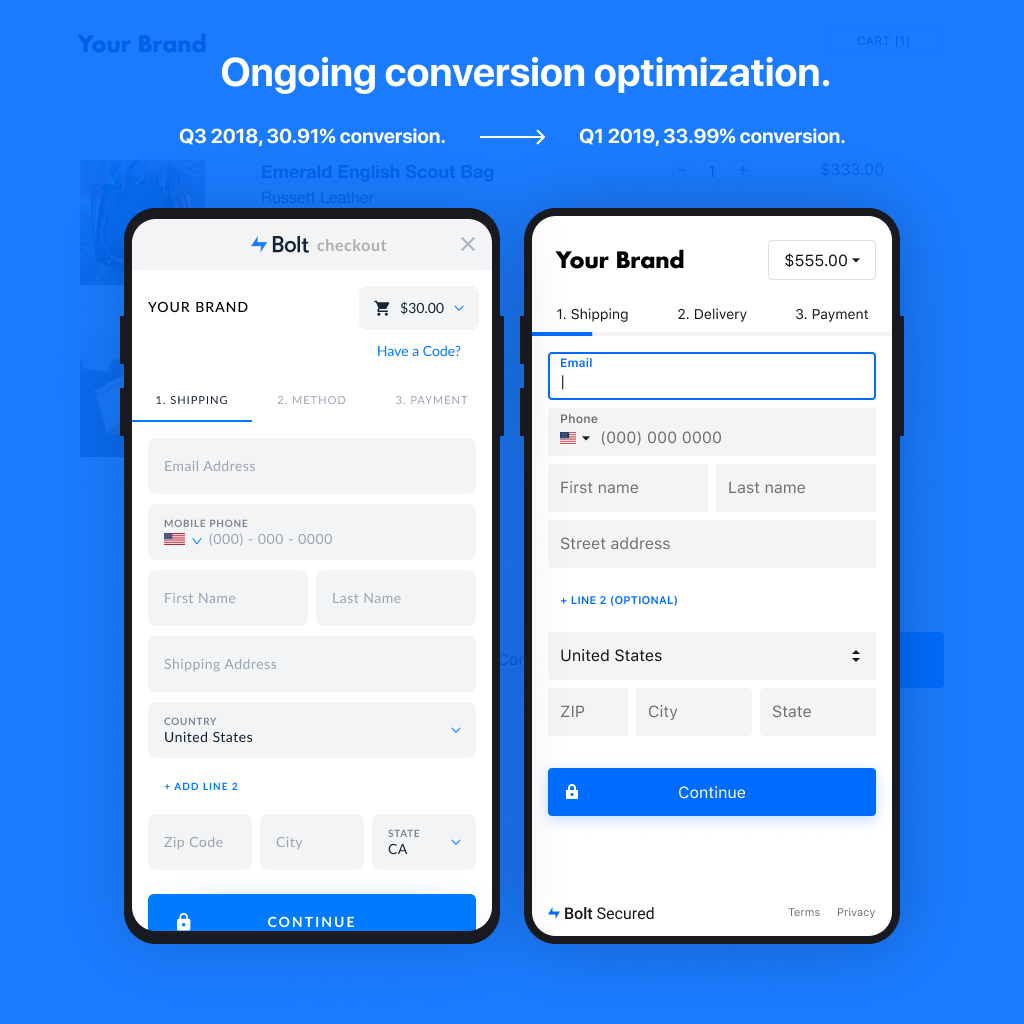 Your Brand
CART [1]
Ongoing conversion optimization.
Q3 2018, 30.91% conversion.
Q1 2019, 33.99% conversion.
Emerald English Scout Bag
− 1 +
$333.00
Russett Leather
Bolt checkout
YOUR BRAND
$30.00
Have a Code?
1. SHIPPING
2. METHOD
3. PAYMENT
Email Address
MOBILE PHONE
(000) - 000 - 0000
First Name
Last Name
Shipping Address
COUNTRY
United States
+ ADD LINE 2
Zip Code
City
STATE
CA
CONTINUE
Your Brand
$555.00
1. Shipping
2. Delivery
3. Payment
Email
Phone
(000) 000 0000
First name
Last name
Street address
+ LINE 2 (OPTIONAL)
United States
ZIP
City
State
Continue
Bolt Secured
Terms
Privacy